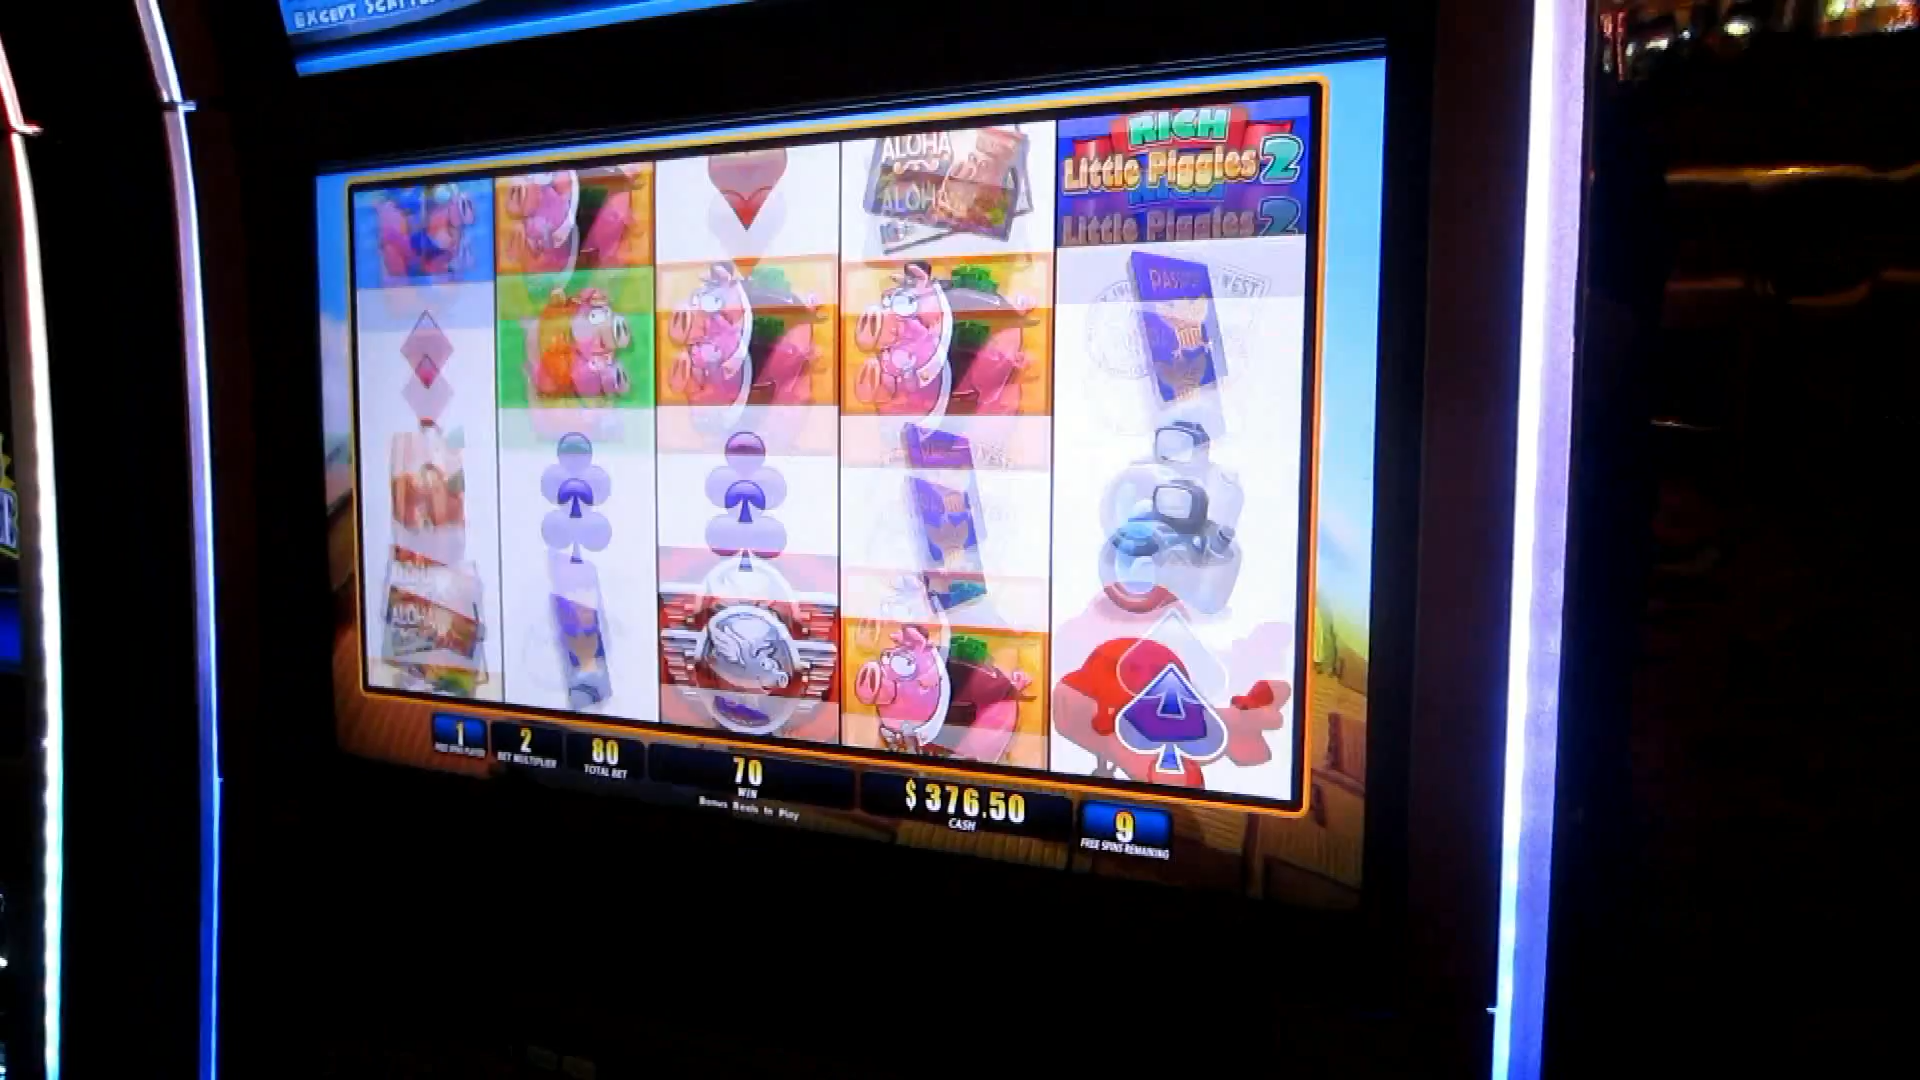 EXCEPT
ALOHA
ALOHA
RICH
Little Piggies 2
Little Piggies 2
PASSPORT
WEST
ALOHA
1
FREE SPINS PLAYED
2
BET MULTIPLIER
80
TOTAL BET
70
WIN
Bonus Reels In Play
$376.50
CASH
9
FREE SPINS REMAINING